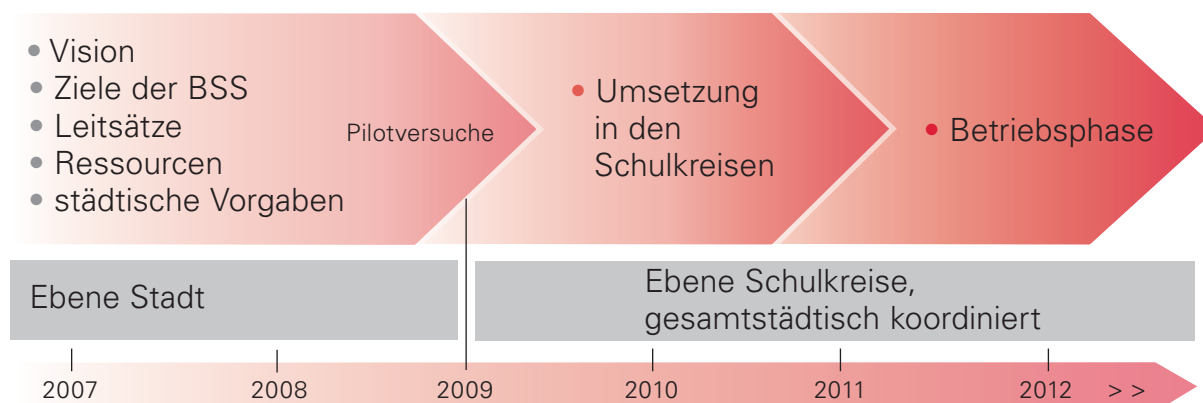 • Vision
• Ziele der BSS
• Leitsätze
• Ressourcen
• städtische Vorgaben
Pilotversuche
• Umsetzung
in den
Schulkreisen
• Betriebsphase
Ebene Stadt
Ebene Schulkreise,
gesamtstädtisch koordiniert
2007 2008 2009 2010 2011 2012 > >